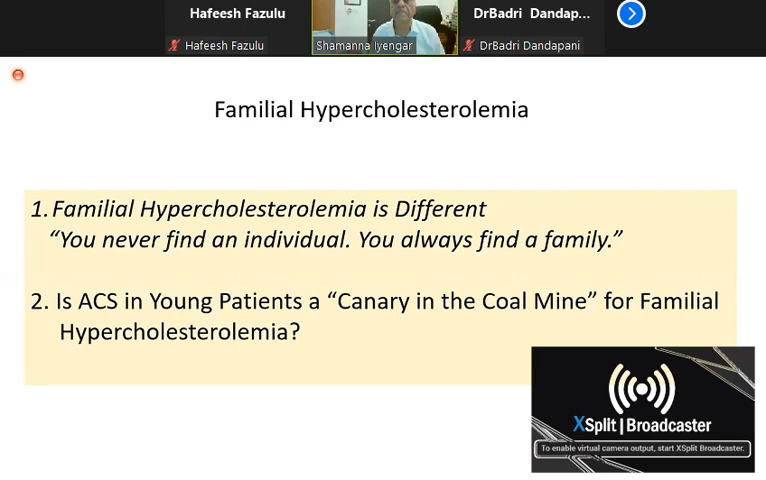 Hafeesh Fazulu
DrBadri Dandap...
Hafeesh Fazulu
Shamanna Iyengar
DrBadri Dandapani
Familial Hypercholesterolemia
1. Familial Hypercholesterolemia is Different
“You never find an individual. You always find a family.”
2. Is ACS in Young Patients a “Canary in the Coal Mine” for Familial
Hypercholesterolemia?
XSplit | Broadcaster
To enable virtual camera output, start XSplit Broadcaster.